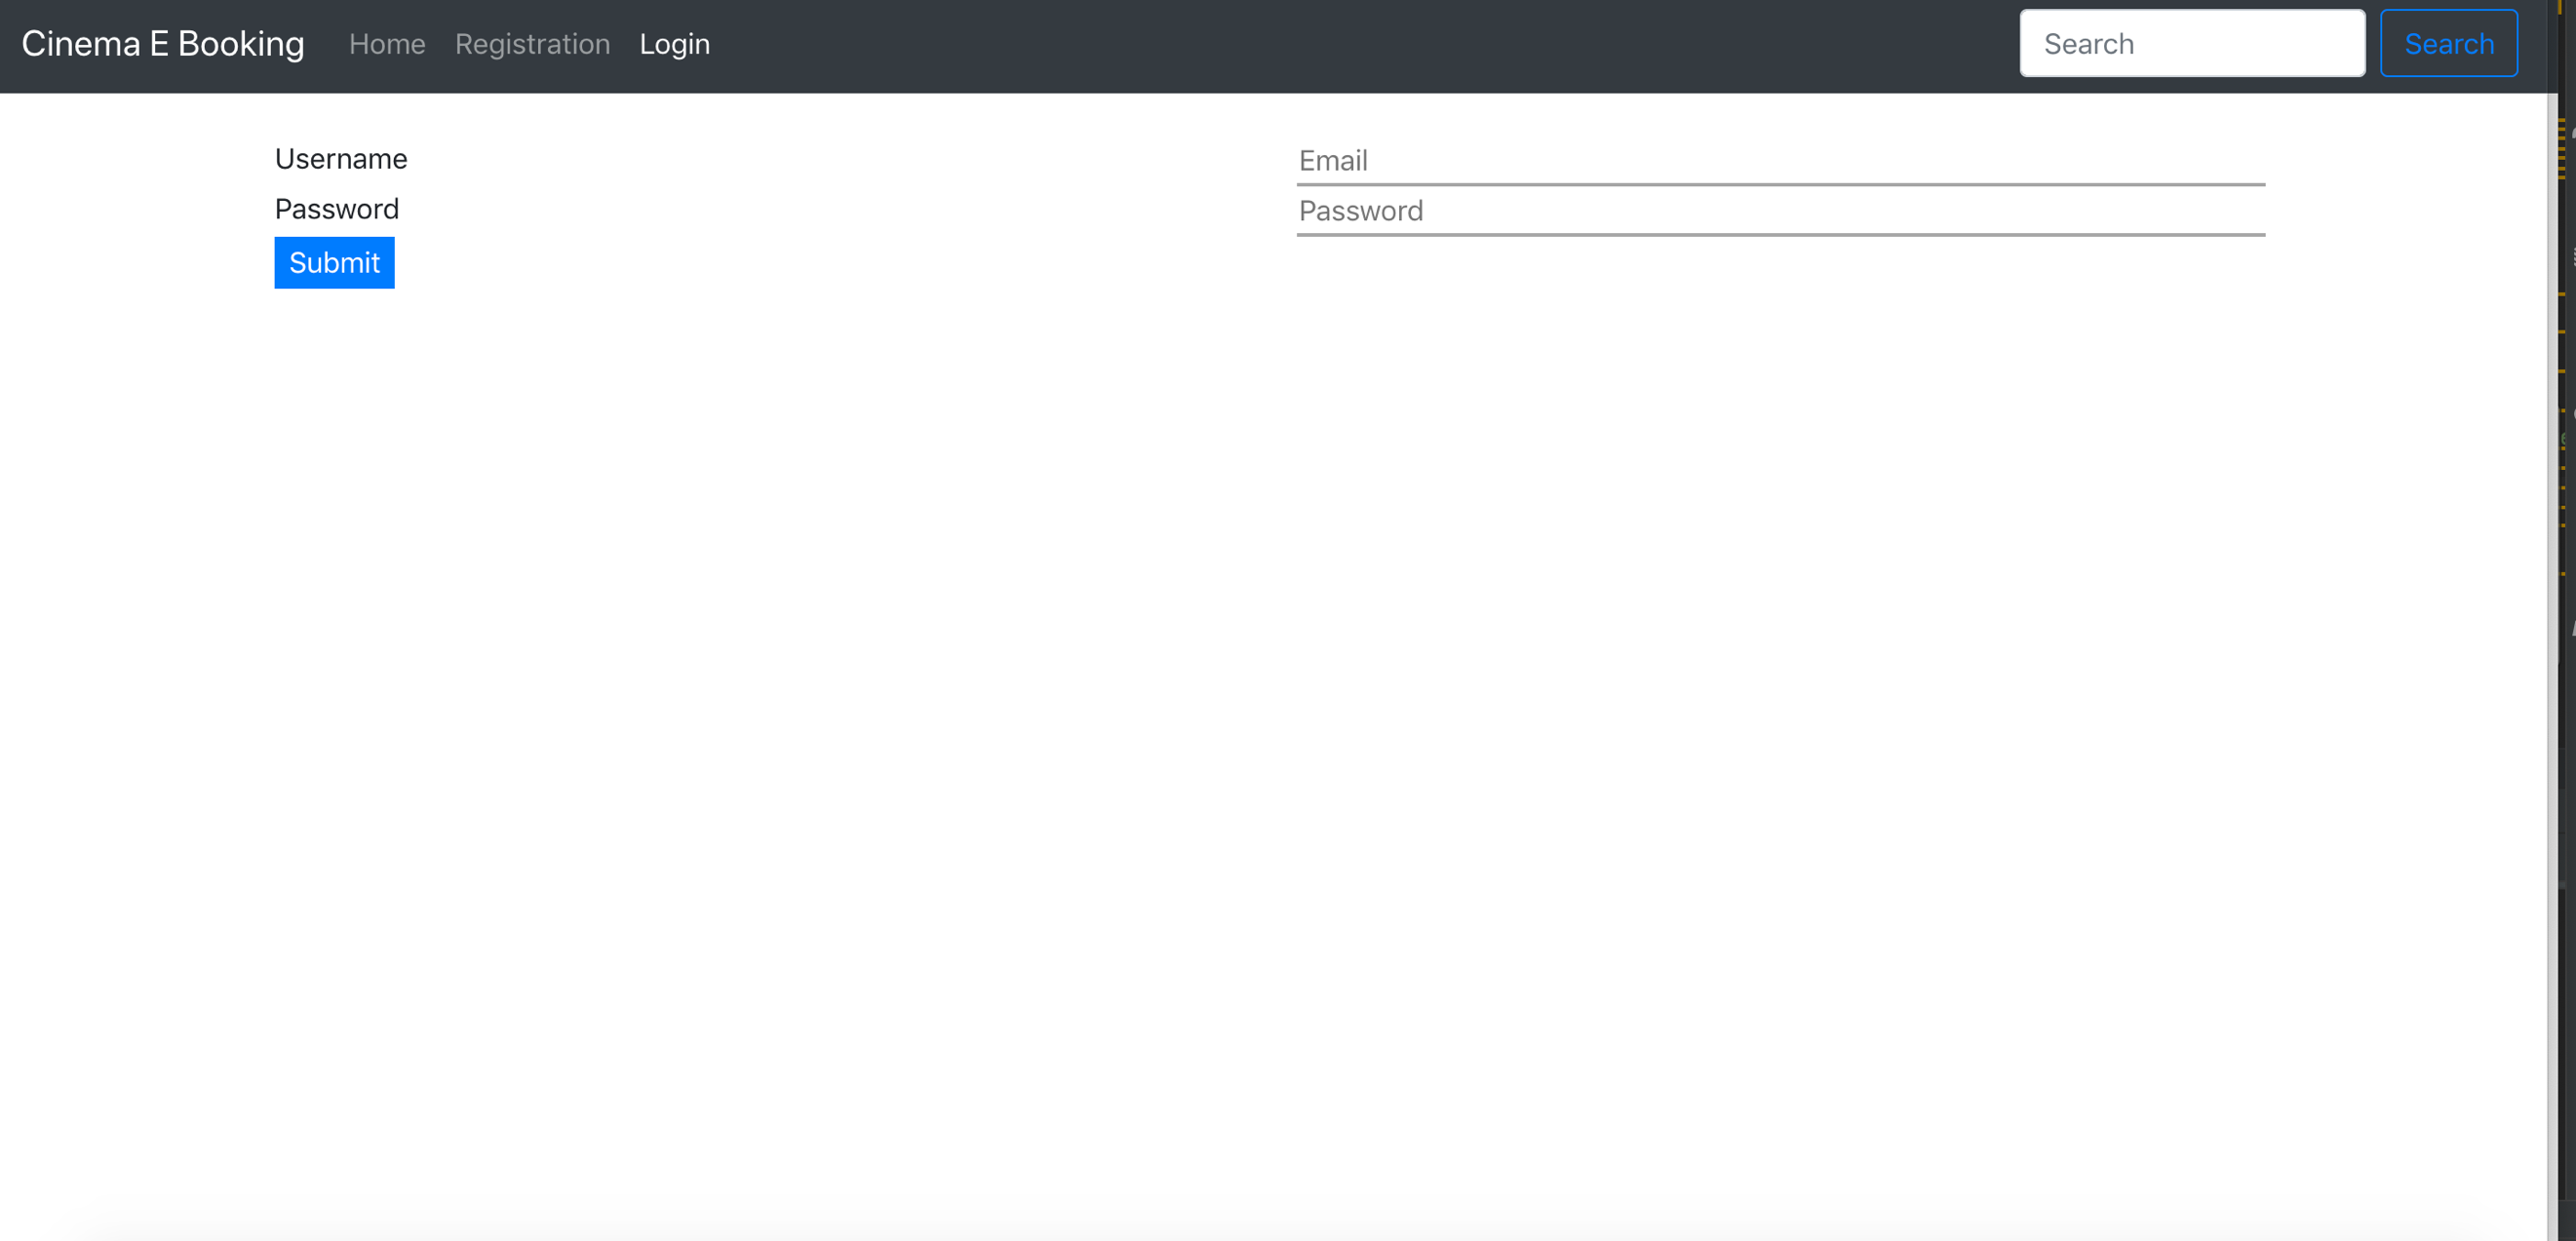 Cinema E Booking Home Registration Login Search Search
Username Email
Password Password
Submit